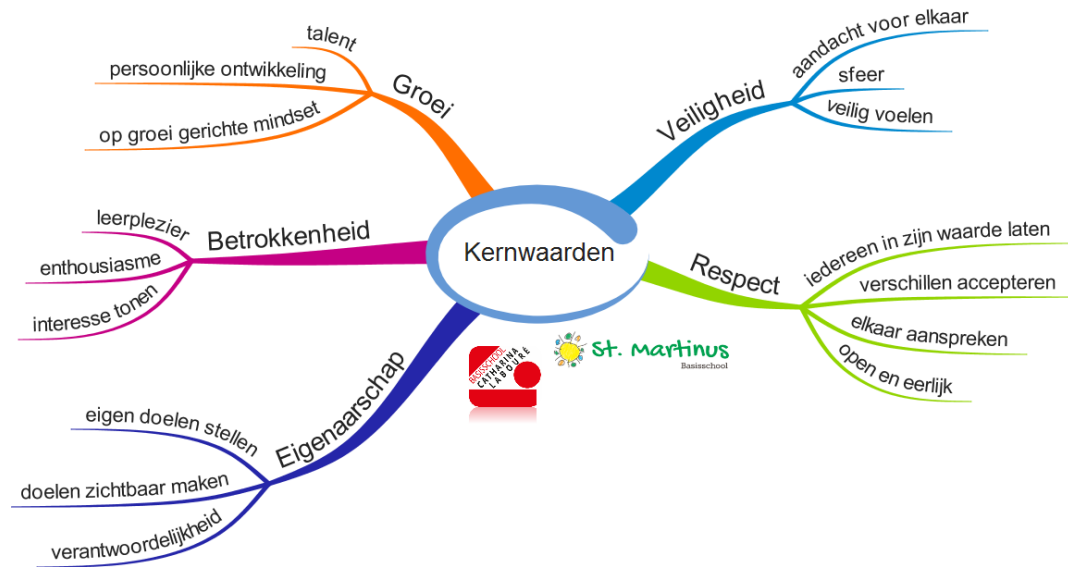 Kernwaarden
Veiligheid
aandacht voor elkaar
sfeer
veilig voelen
Respect
iedereen in zijn waarde laten
verschillen accepteren
elkaar aanspreken
open en eerlijk
Eigenaarschap
eigen doelen stellen
doelen zichtbaar maken
verantwoordelijkheid
Betrokkenheid
leerplezier
enthousiasme
interesse tonen
Groei
talent
persoonlijke ontwikkeling
op groei gerichte mindset
BASISSCHOOL
CATHARINA
LABOURÉ
St. Martinus
Basisschool